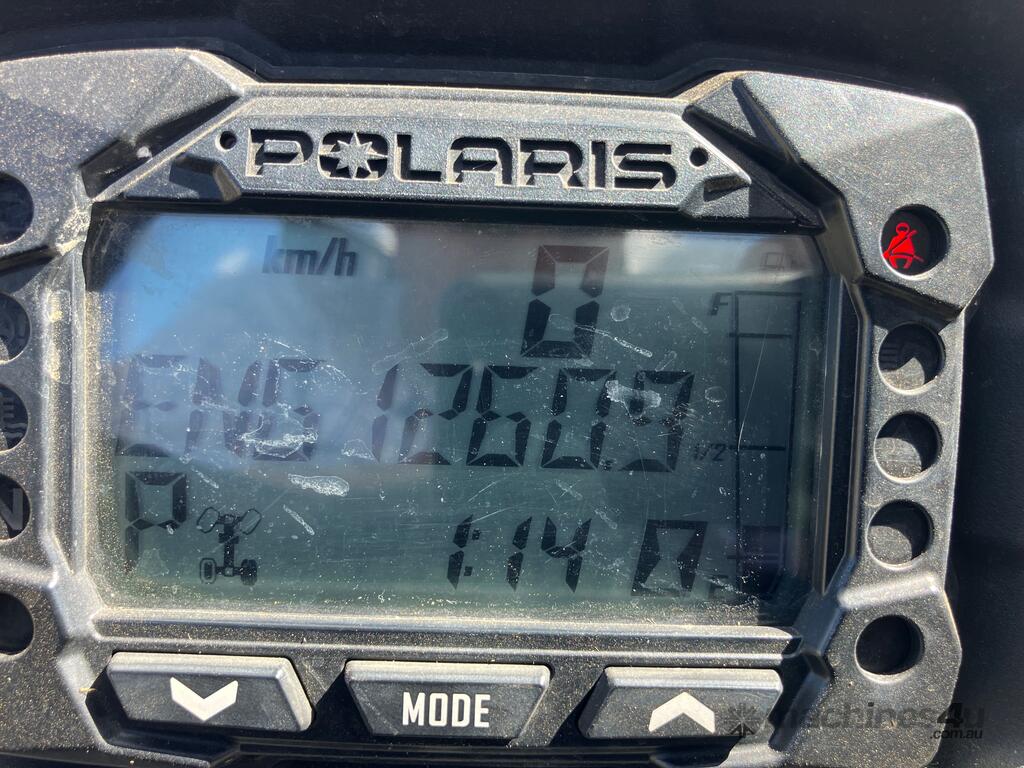 POLARIS
km/h
0
F
ENG 1260.9
1/2
P
1:14
MODE
machines4u
.com.au